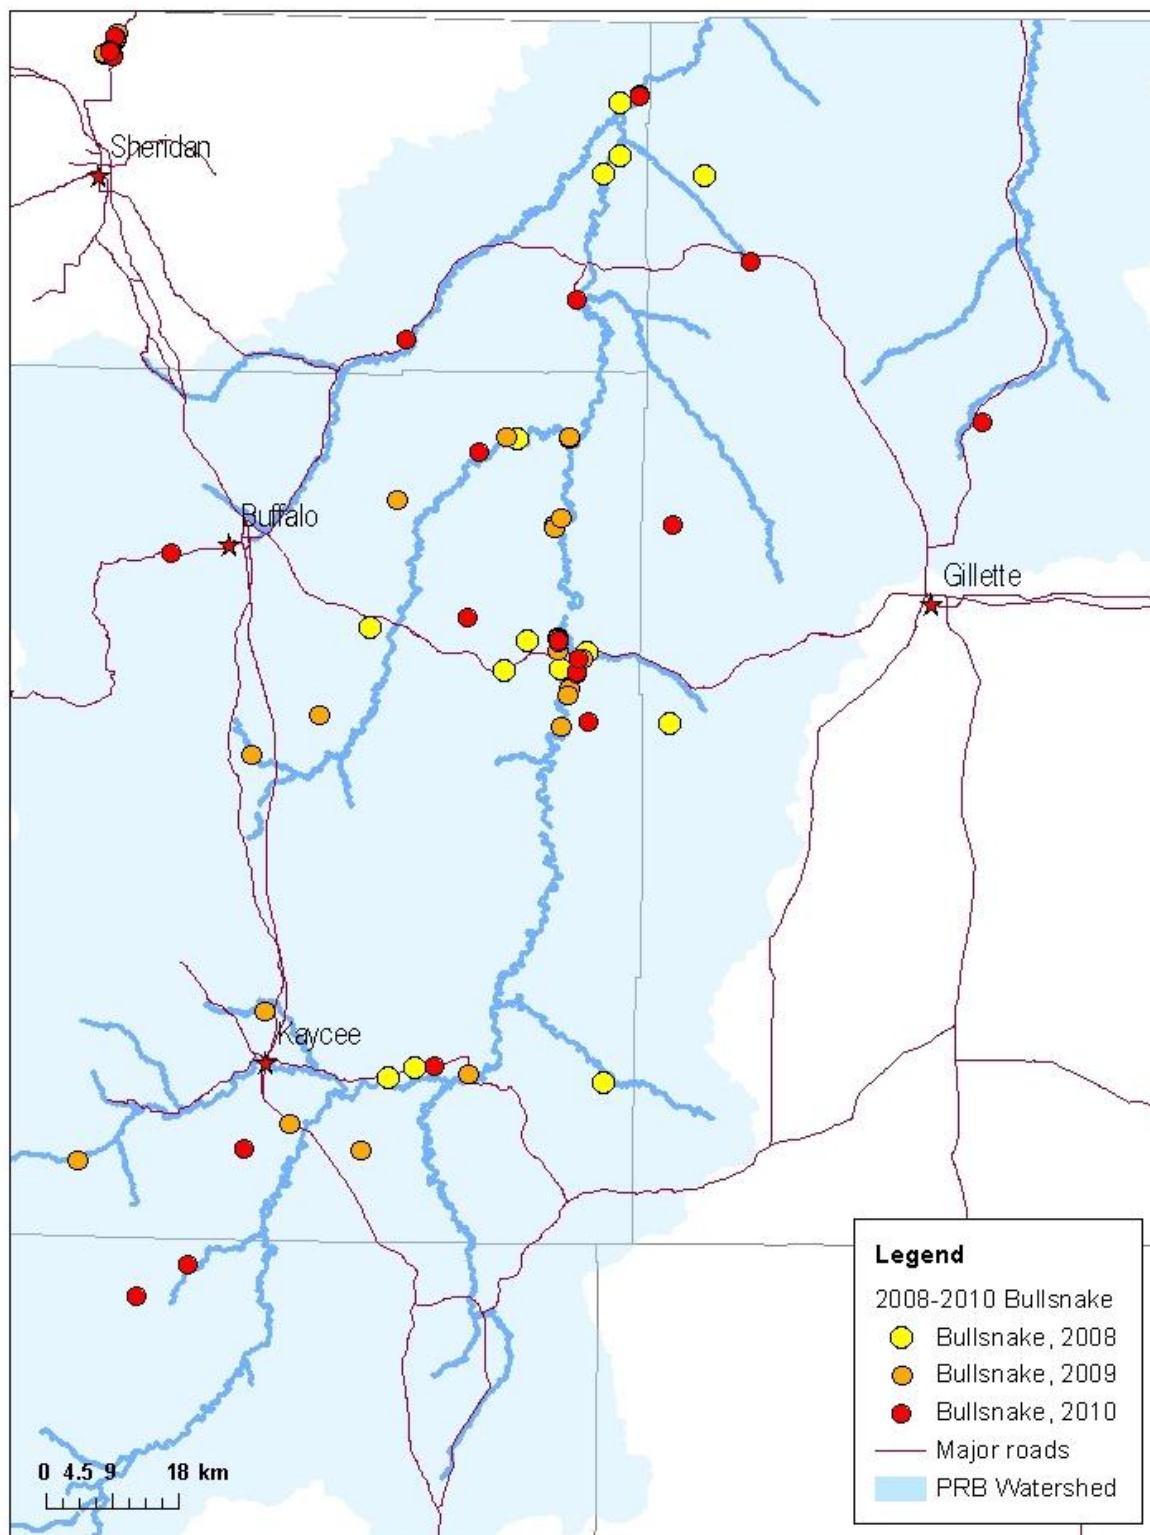 Sheridan
Buffalo
Gillette
Kaycee
Legend
2008-2010 Bullsnake
Bullsnake, 2008
Bullsnake, 2009
Bullsnake, 2010
Major roads
PRB Watershed
0 4.5 9 18 km